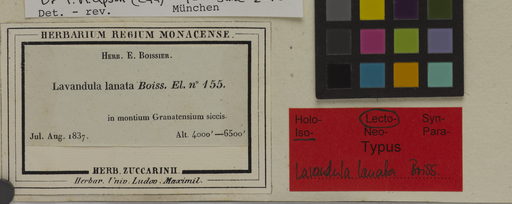 Det. - rev. München
HERBARIUM REGIUM MONACENSE.
HERB. E. BOISSIER.
Lavandula lanata Boiss. El. n° 155.
in montium Granatensium siccis
Jul. Aug. 1837. Alt. 4000'—6500'
HERB. ZUCCARINII
Herbar. Univ. Ludov. Maximil.
Holo- Lecto- Syn-
Iso- Neo- Para-
Typus
Lavandula lanata Boiss.